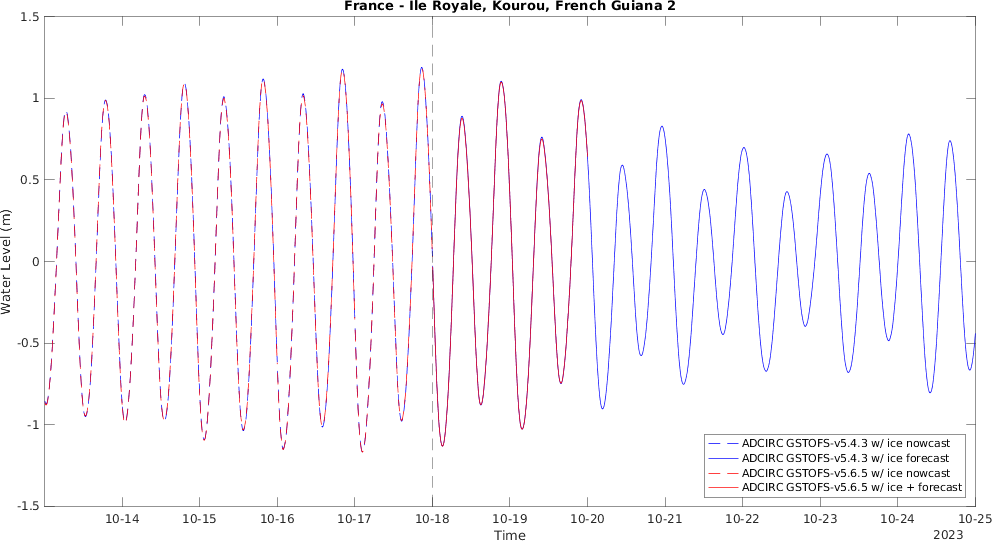 France - Ile Royale, Kourou, French Guiana 2
Water Level (m)
1.5
1
0.5
0
-0.5
-1
-1.5
10-14
10-15
10-16
10-17
10-18
10-19
10-20
10-21
10-22
10-23
10-24
10-25
Time
2023
ADCIRC GSTOFS-v5.4.3 w/ ice nowcast
ADCIRC GSTOFS-v5.4.3 w/ ice forecast
ADCIRC GSTOFS-v5.6.5 w/ ice nowcast
ADCIRC GSTOFS-v5.6.5 w/ ice + forecast